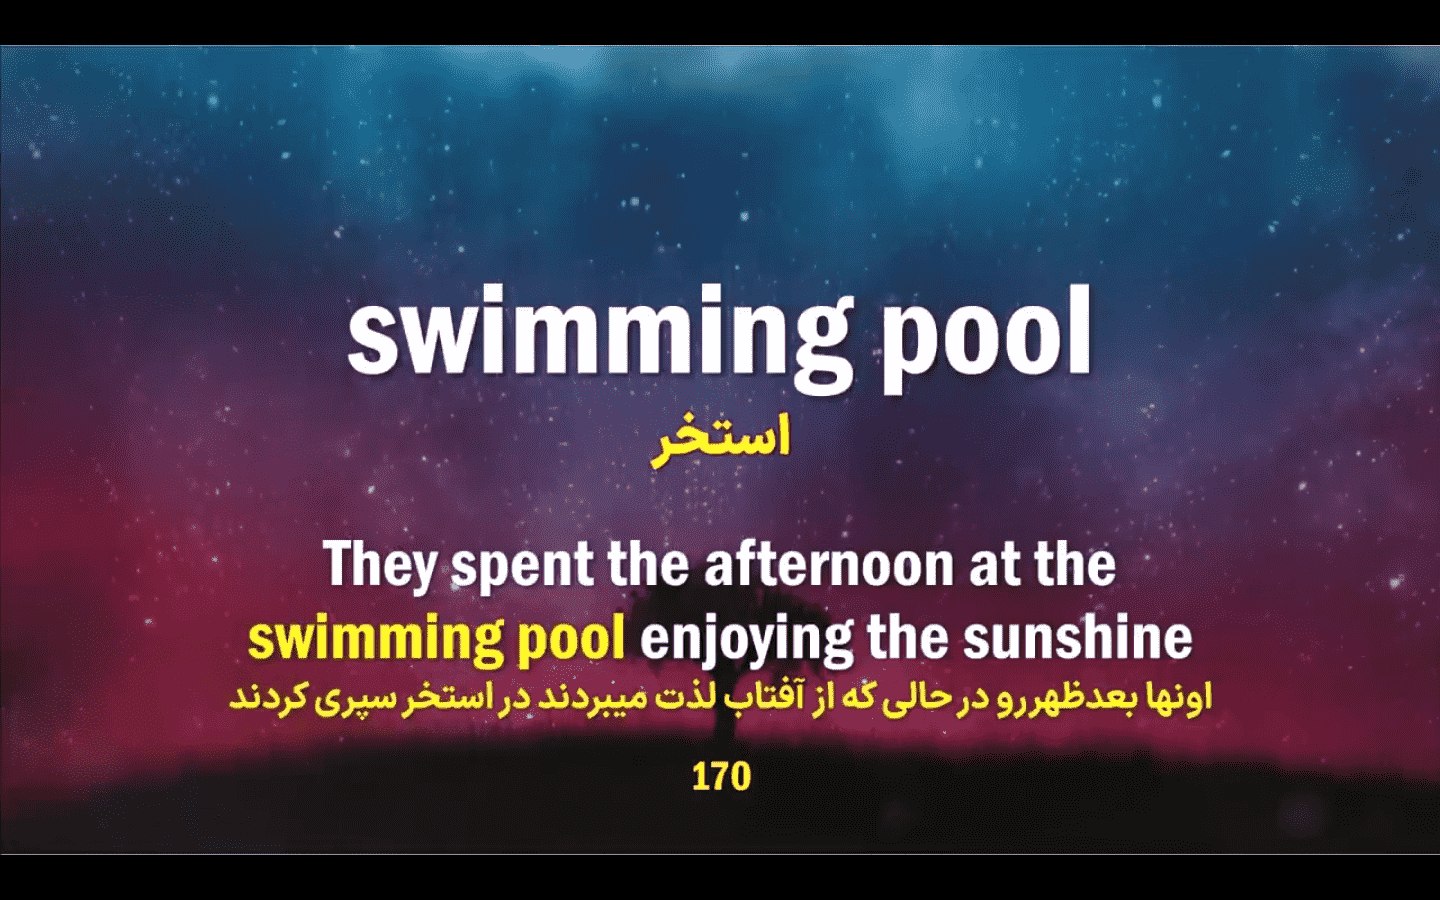 swimming pool
استخر
They spent the afternoon at the
swimming pool enjoying the sunshine
اونها بعدظهررو در حالی که از آفتاب لذت میبردند در استخر سپری کردند
170